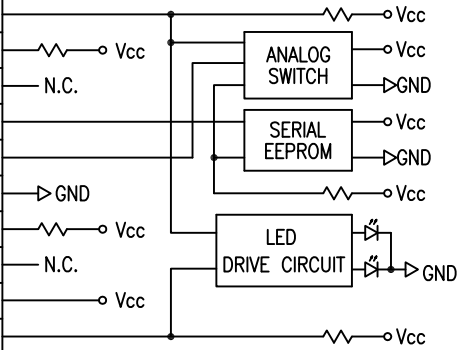 Vcc
Vcc
ANALOG
SWITCH
Vcc
N.C.
GND
SERIAL
EEPROM
Vcc
GND
GND
Vcc
Vcc
LED
DRIVE CIRCUIT
N.C.
GND
Vcc
Vcc